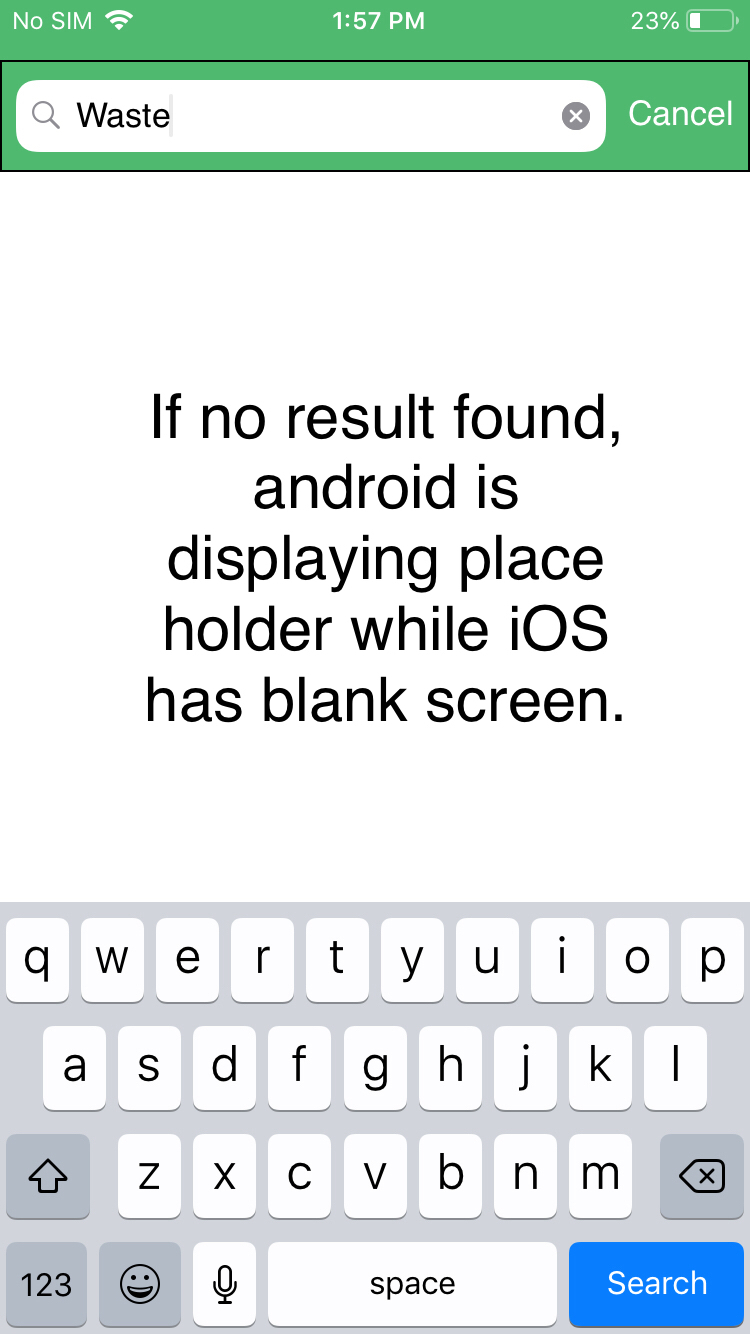 No SIM 1:57 PM 23%
Waste Cancel
If no result found,
android is
displaying place
holder while iOS
has blank screen.
q w e r t y u i o p
a s d f g h j k l
z x c v b n m
123 space Search